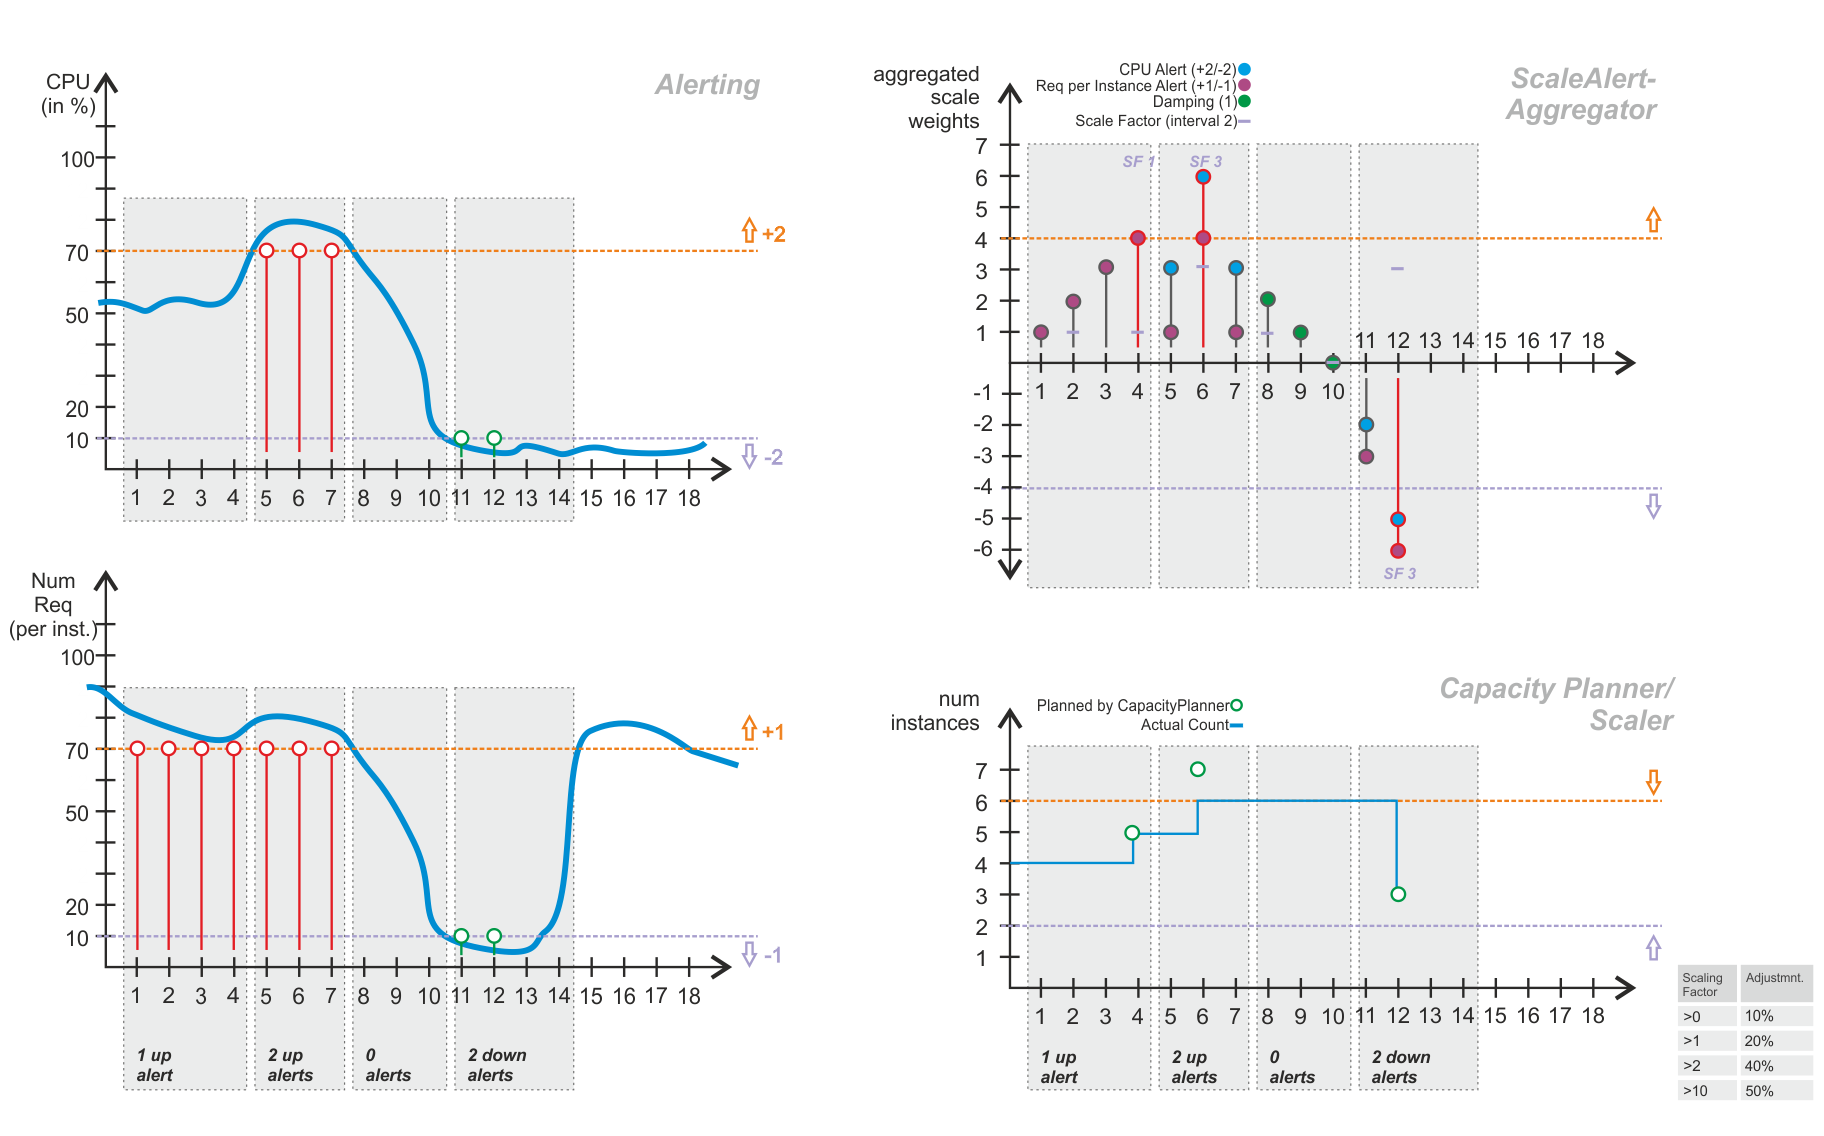 Alerting
CPU
(in %)
100
70
50
20
10
+2
-2
1 2 3 4 5 6 7 8 9 10 11 12 13 14 15 16 17 18
Num
Req
(per inst.)
100
70
50
20
10
+1
-1
1 2 3 4 5 6 7 8 9 10 11 12 13 14 15 16 17 18
1 up
alert
2 up
alerts
0
alerts
2 down
alerts
ScaleAlert-
Aggregator
aggregated
scale
weights
CPU Alert (+2/-2)
Req per Instance Alert (+1/-1)
Damping (1)
Scale Factor (interval 2)
SF 1
SF 3
7
6
5
4
3
2
1
11 12 13 14 15 16 17 18
1 2 3 4 5 6 7 8 9 10
-1
-2
-3
-4
-5
-6
SF 3
Capacity Planner/
Scaler
num
instances
Planned by CapacityPlanner
Actual Count
7
6
5
4
3
2
1
1 2 3 4 5 6 7 8 9 10 11 12 13 14 15 16 17 18
1 up
alert
2 up
alerts
0
alerts
2 down
alerts
Scaling
Factor
Adjustmnt.
>0 10%
>1 20%
>2 40%
>10 50%